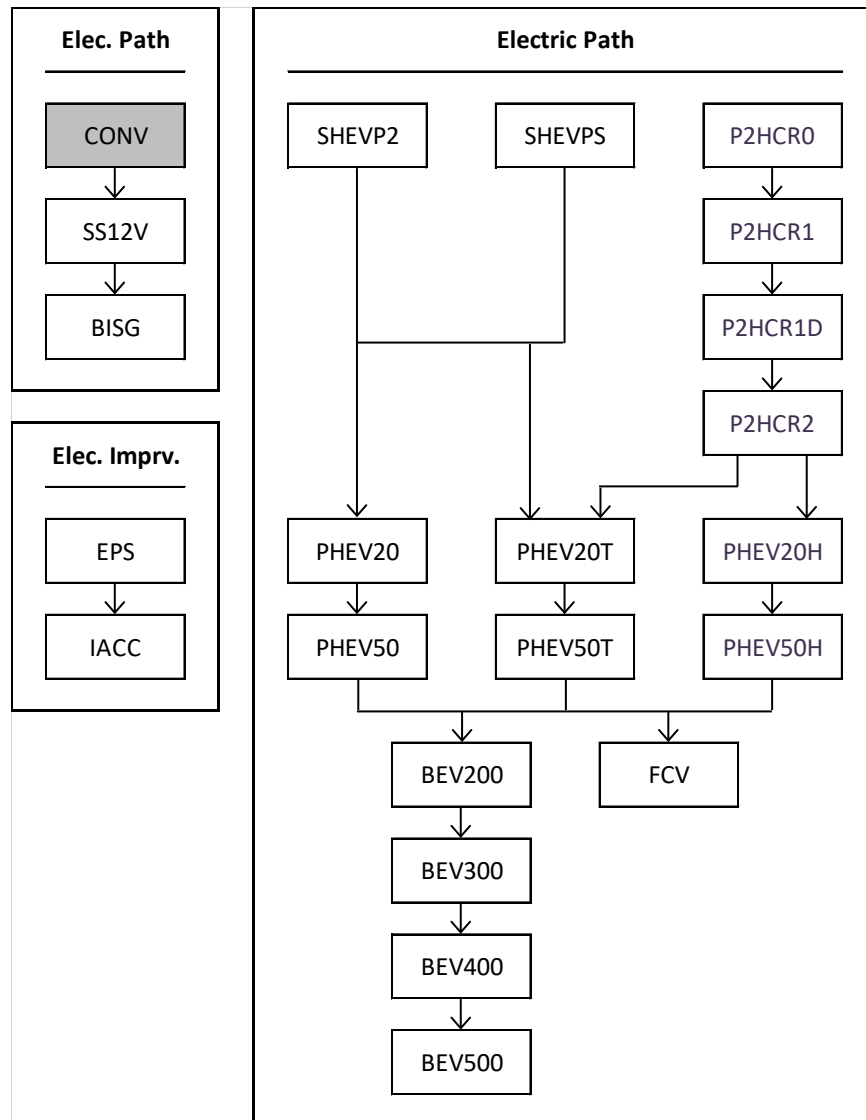 Elec. Path
CONV
SS12V
BISG
Elec. Imprv.
EPS
IACC
Electric Path
SHEVP2
SHEVPS
P2HCR0
P2HCR1
P2HCR1D
P2HCR2
PHEV20
PHEV20T
PHEV20H
PHEV50
PHEV50T
PHEV50H
BEV200
FCV
BEV300
BEV400
BEV500